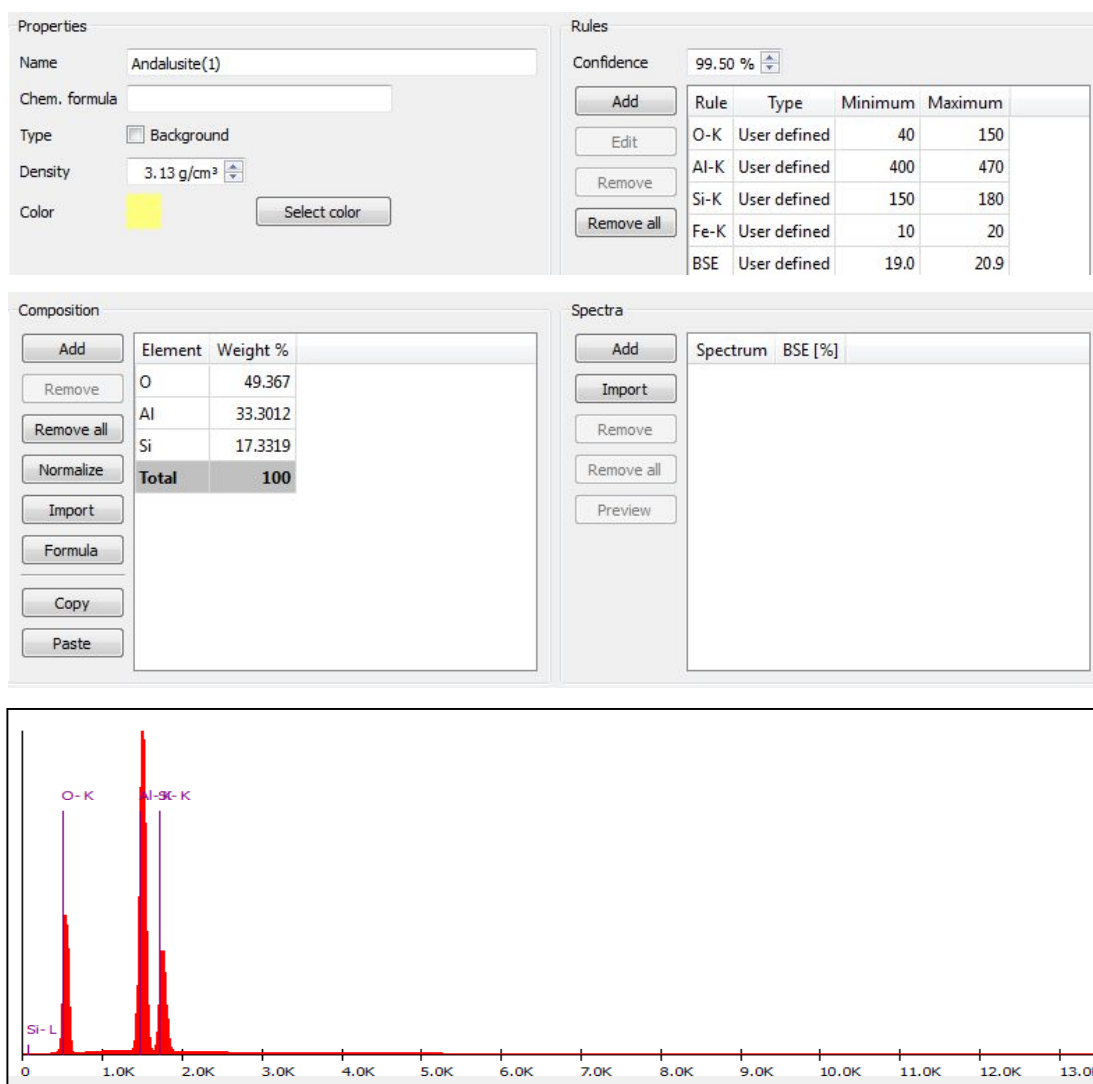 Properties
Name Andalusite(1)
Chem. formula
Type Background
Density 3.13 g/cm³
Color Select color
Rules
Confidence 99.50 %
Add
Edit
Remove
Remove all
Rule Type Minimum Maximum
O-K User defined 40 150
Al-K User defined 400 470
Si-K User defined 150 180
Fe-K User defined 10 20
BSE User defined 19.0 20.9
Composition
Add
Remove
Remove all
Normalize
Import
Formula
Copy
Paste
Element Weight %
O 49.367
Al 33.3012
Si 17.3319
Total 100
Spectra
Add
Import
Remove
Remove all
Preview
Spectrum BSE [%]
O-K Al-K Si-K
Si-L
0 1.0K 2.0K 3.0K 4.0K 5.0K 6.0K 7.0K 8.0K 9.0K 10.0K 11.0K 12.0K 13.0